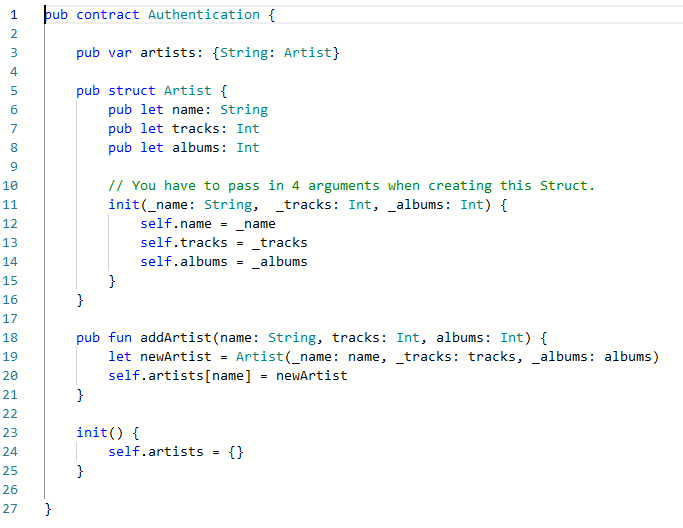 1 pub contract Authentication {
2
3 pub var artists: {String: Artist}
4
5 pub struct Artist {
6 pub let name: String
7 pub let tracks: Int
8 pub let albums: Int
9
10 // You have to pass in 4 arguments when creating this Struct.
11 init(_name: String,  _tracks: Int, _albums: Int) {
12 self.name = _name
13 self.tracks = _tracks
14 self.albums = _albums
15 }
16 }
17
18 pub fun addArtist(name: String, tracks: Int, albums: Int) {
19 let newArtist = Artist(_name: name, _tracks: tracks, _albums: albums)
20 self.artists[name] = newArtist
21 }
22
23 init() {
24 self.artists = {}
25 }
26
27 }